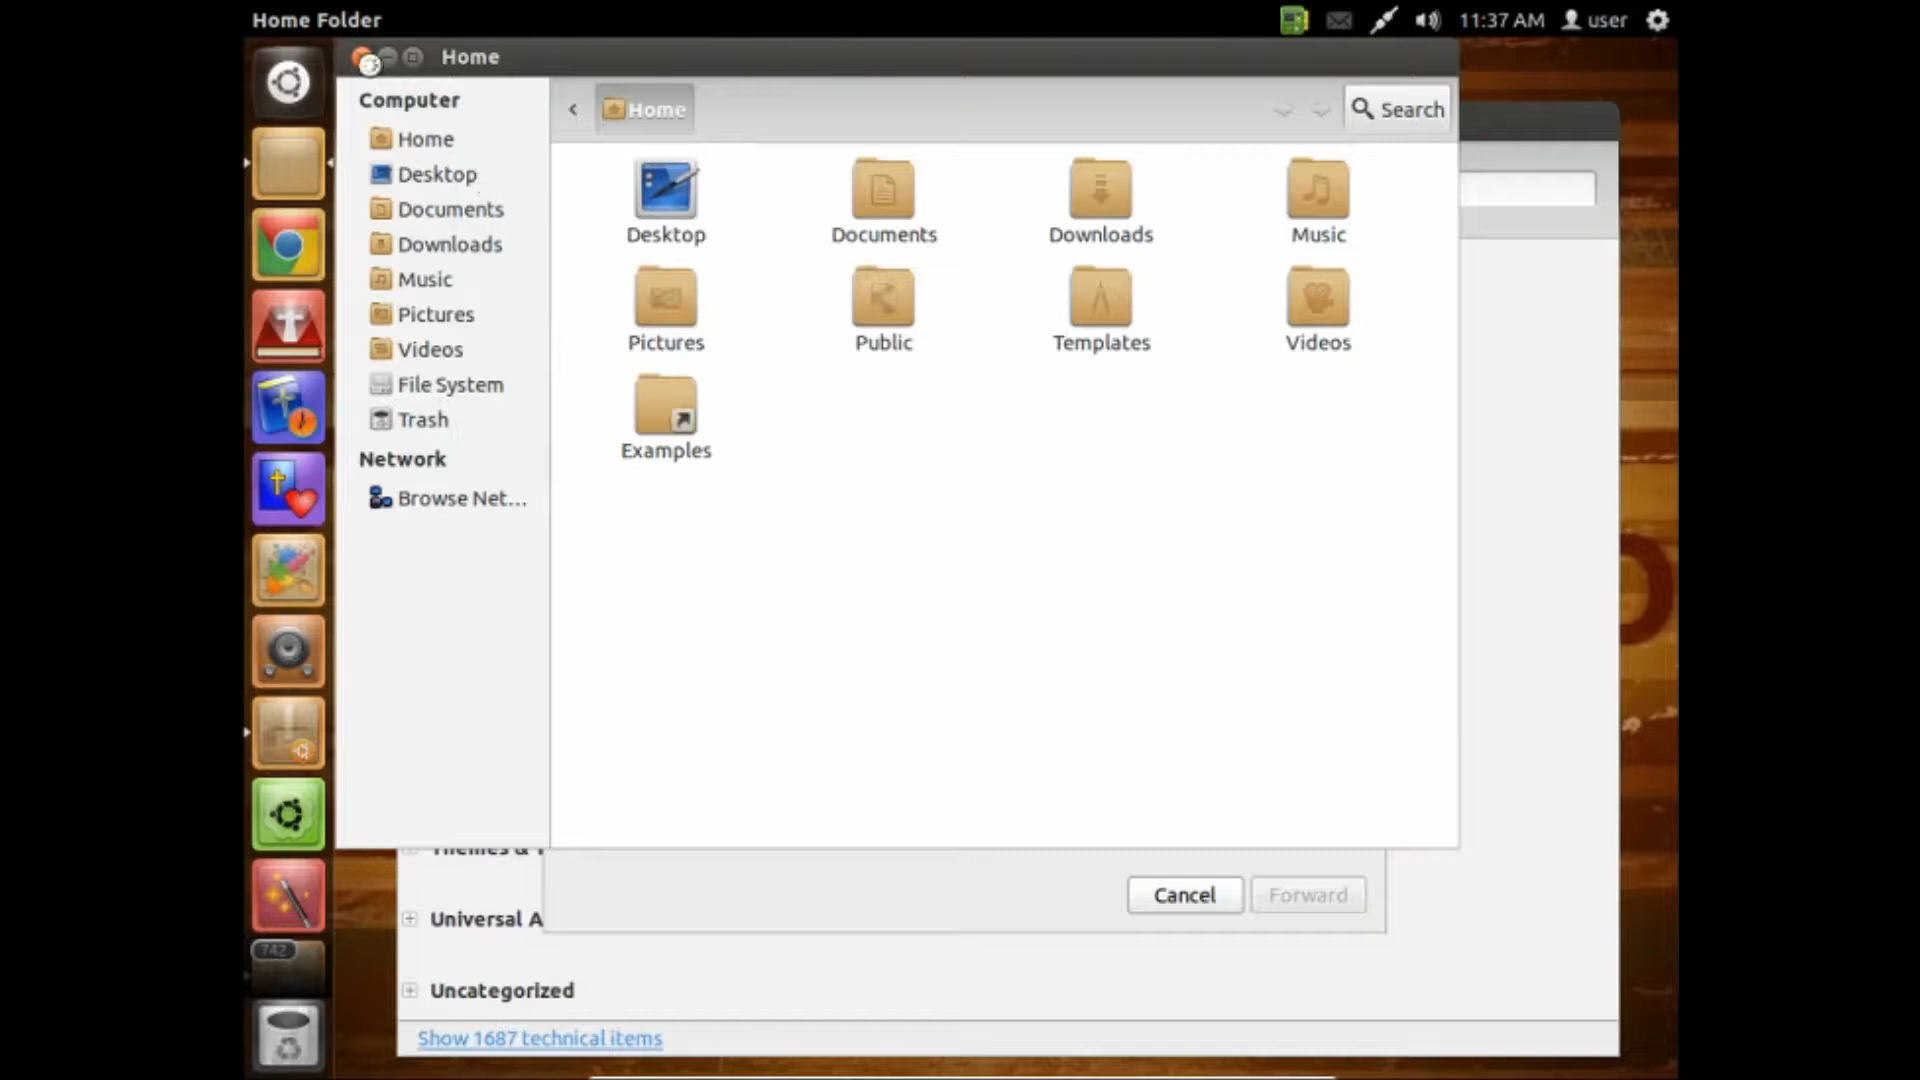 Home Folder
11:37 AM
user
Home
Computer
Home
Desktop
Documents
Downloads
Music
Pictures
Videos
File System
Trash
Network
Browse Net...
Home
Search
Desktop
Documents
Downloads
Music
Pictures
Public
Templates
Videos
Examples
Cancel
Forward
Universal A
Uncategorized
Show 1687 technical items
742